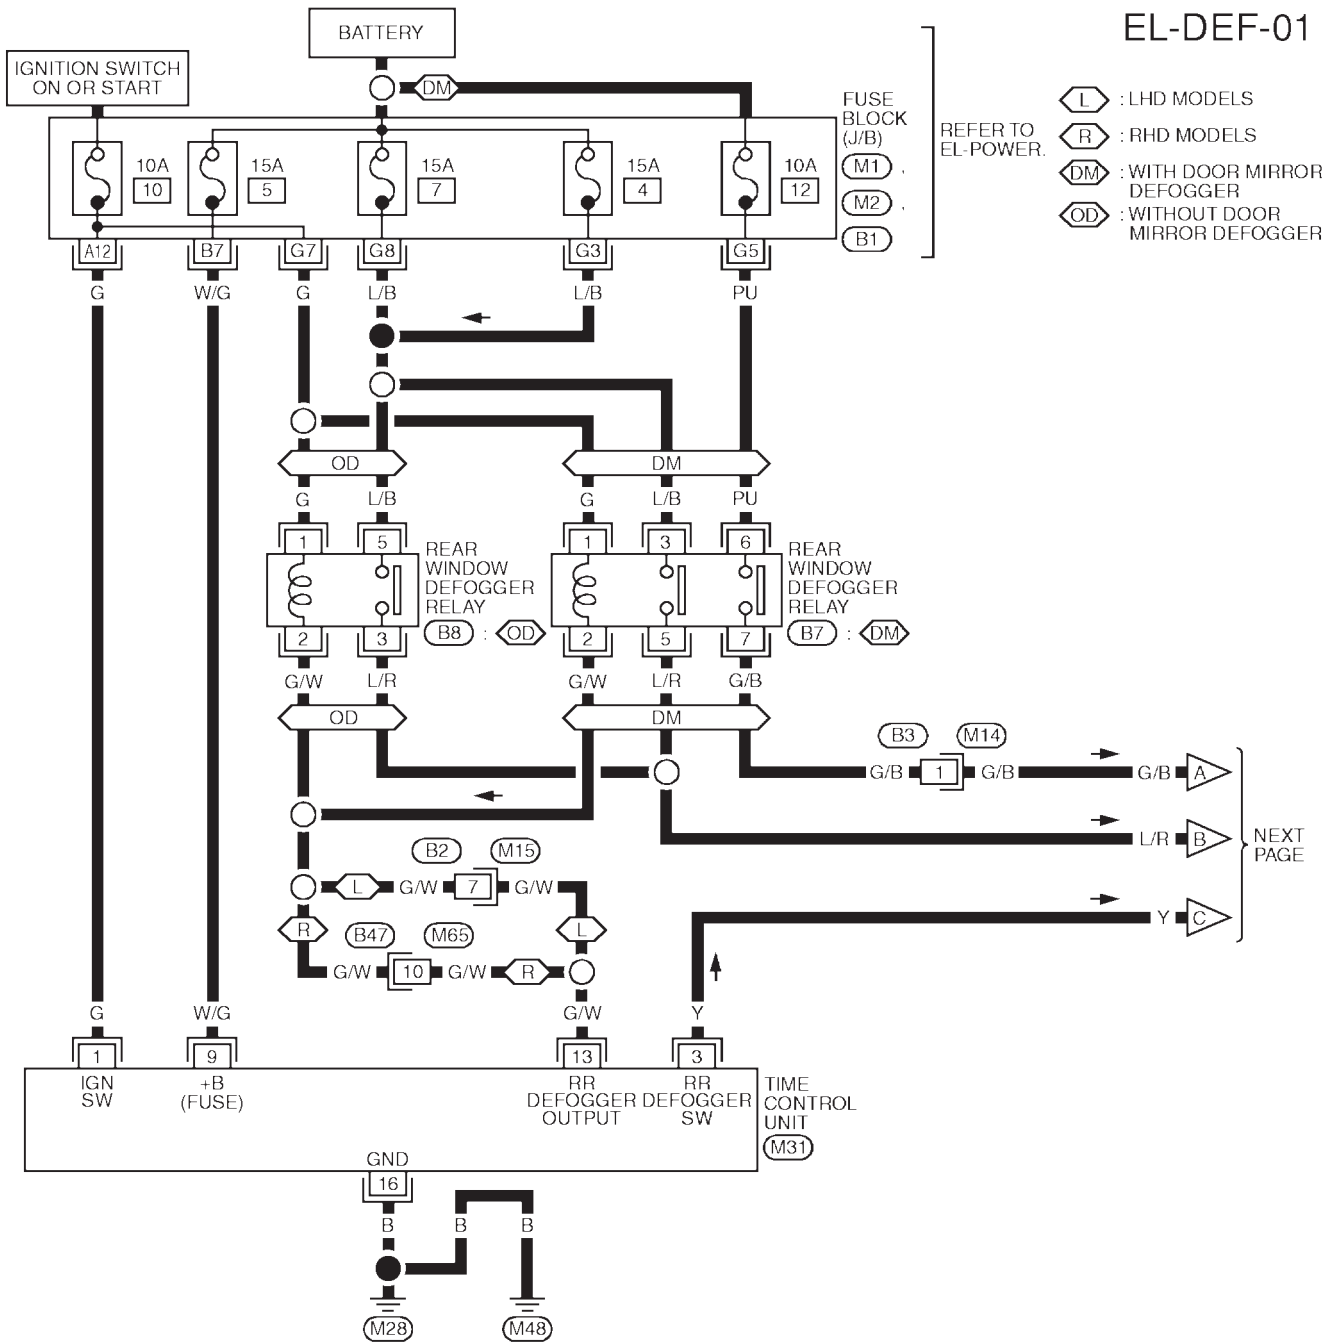 EL-DEF-01
BATTERY
IGNITION SWITCH
ON OR START
DM
FUSE
BLOCK
(J/B)
M1 ,
M2 ,
B1
REFER TO
EL-POWER.
L : LHD MODELS
R : RHD MODELS
DM : WITH DOOR MIRROR
DEFOGGER
OD : WITHOUT DOOR
MIRROR DEFOGGER
10A
10
15A
5
15A
7
15A
4
10A
12
A12 B7 G7 G8 G3 G5
G W/G G L/B L/B PU
OD DM
G L/B G L/B PU
1 5 1 3 6
REAR
WINDOW
DEFOGGER
RELAY
B8 : OD
REAR
WINDOW
DEFOGGER
RELAY
B7 : DM
2 3 2 5 7
G/W L/R G/W L/R G/B
OD DM
B3 M14
G/B 1 G/B G/B A
L/R B
NEXT
PAGE
B2 M15
L G/W 7 G/W
R L
B47 M65
G/W 10 G/W R
Y C
G W/G G/W Y
1 9 13 3
IGN
SW
+B
(FUSE)
RR
DEFOGGER
OUTPUT
RR
DEFOGGER
SW
TIME
CONTROL
UNIT
M31
GND
16
B B B
M28 M48